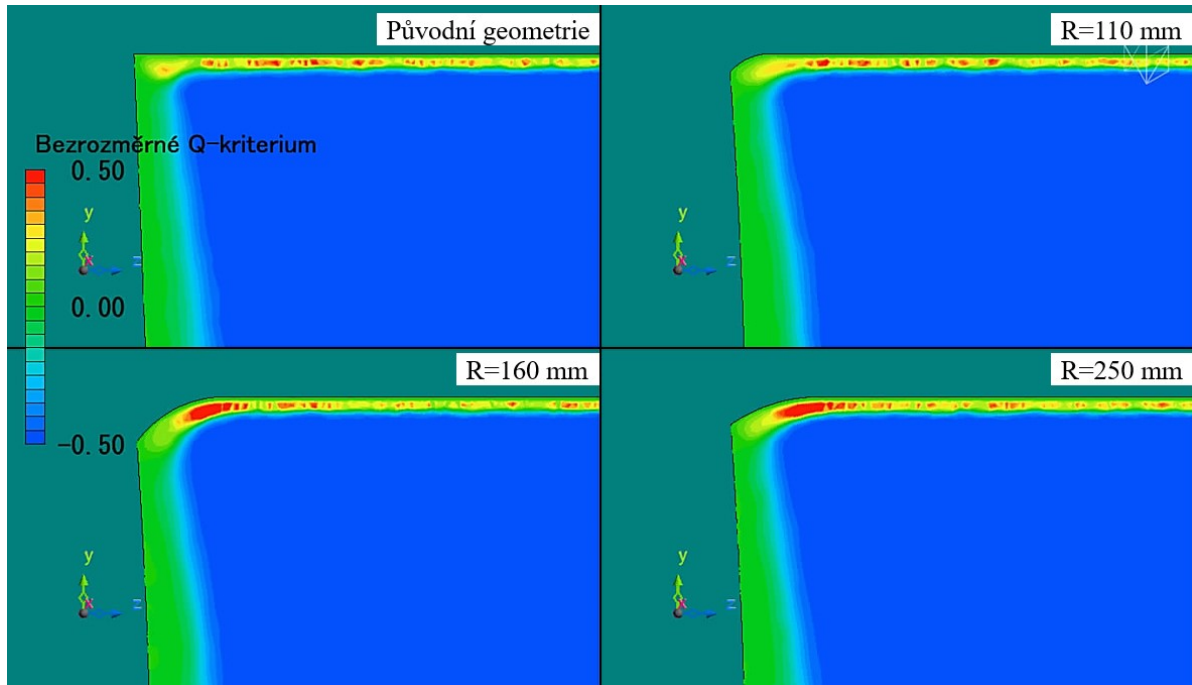 Původní geometrie
R=110 mm
Bezrozměrné Q-kriterium
0.50
y
x
z
y
x
z
0.00
-0.50
R=160 mm
R=250 mm
y
x
z
y
x
z